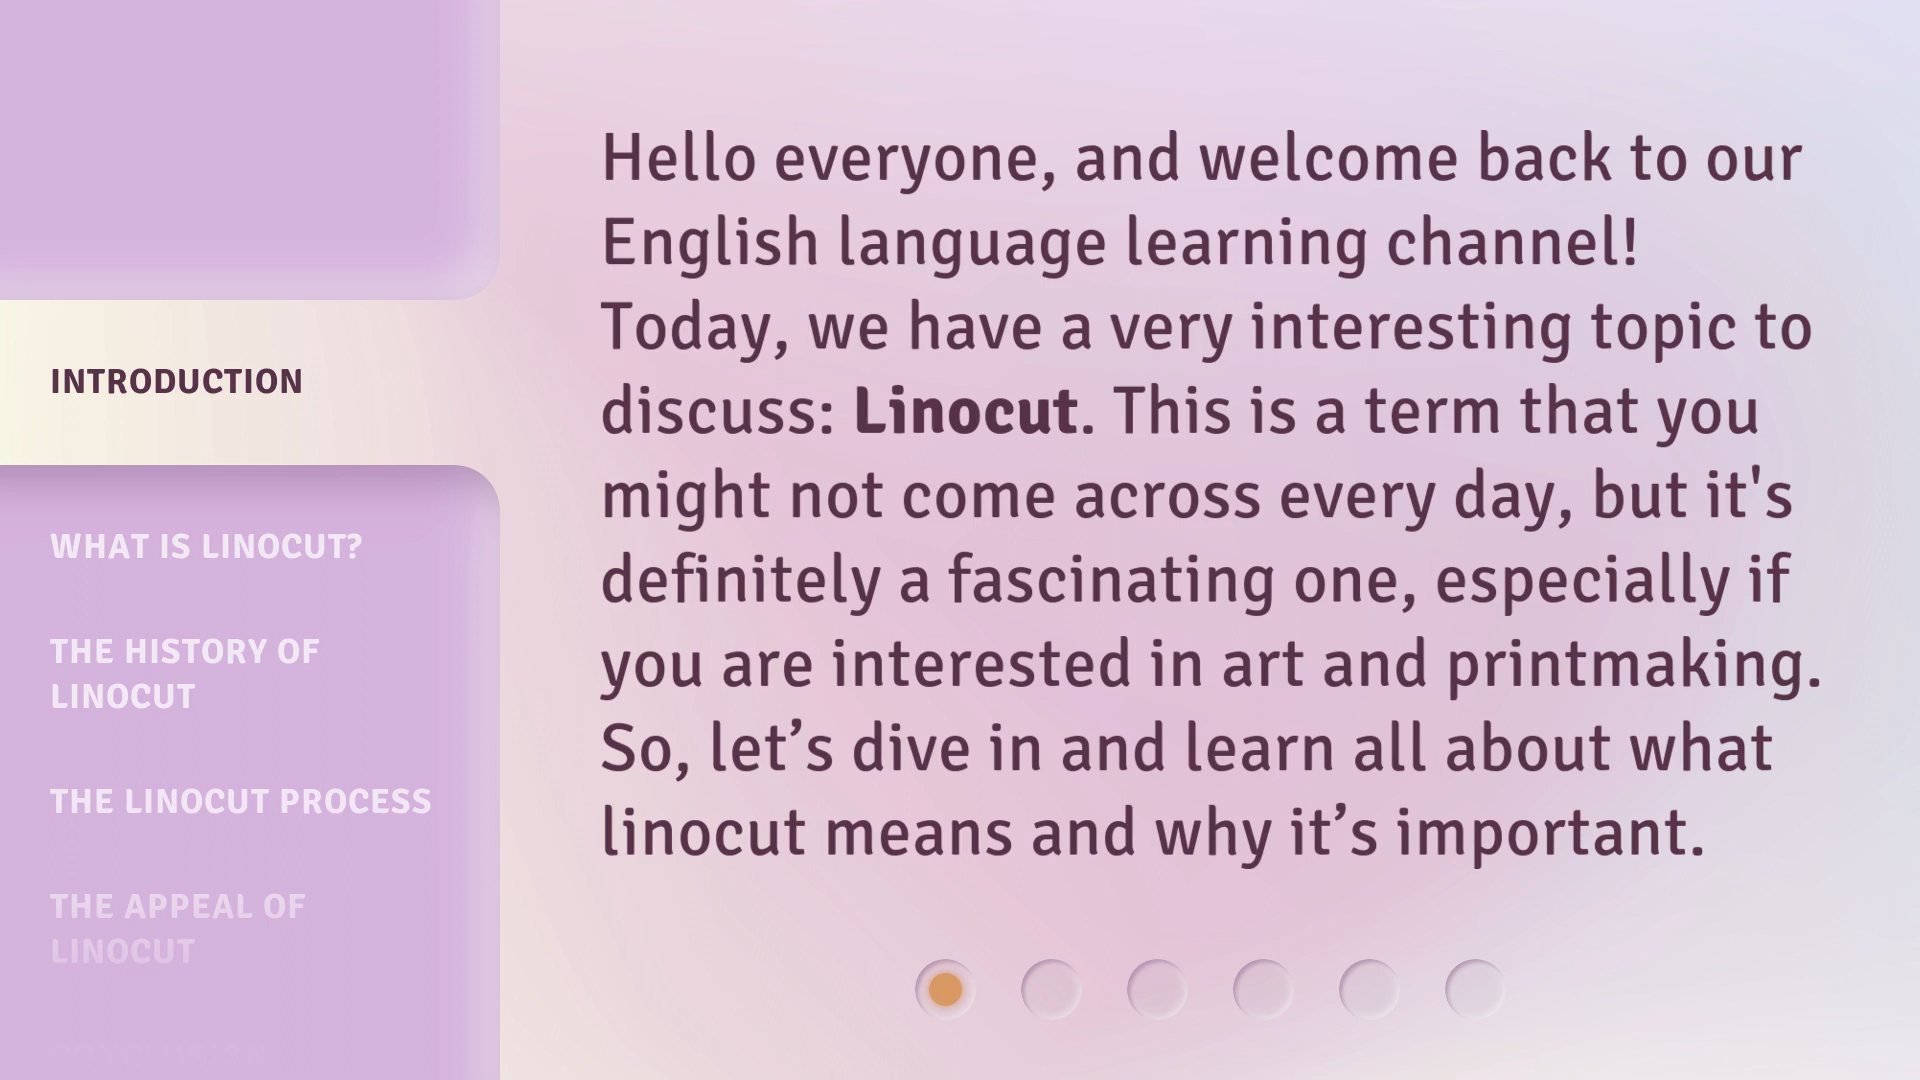 INTRODUCTION
WHAT IS LINOCUT?
THE HISTORY OF
LINOCUT
THE LINOCUT PROCESS
THE APPEAL OF
LINOCUT
CONCLUSION
Hello everyone, and welcome back to our
English language learning channel!
Today, we have a very interesting topic to
discuss: Linocut. This is a term that you
might not come across every day, but it's
definitely a fascinating one, especially if
you are interested in art and printmaking.
So, let’s dive in and learn all about what
linocut means and why it’s important.